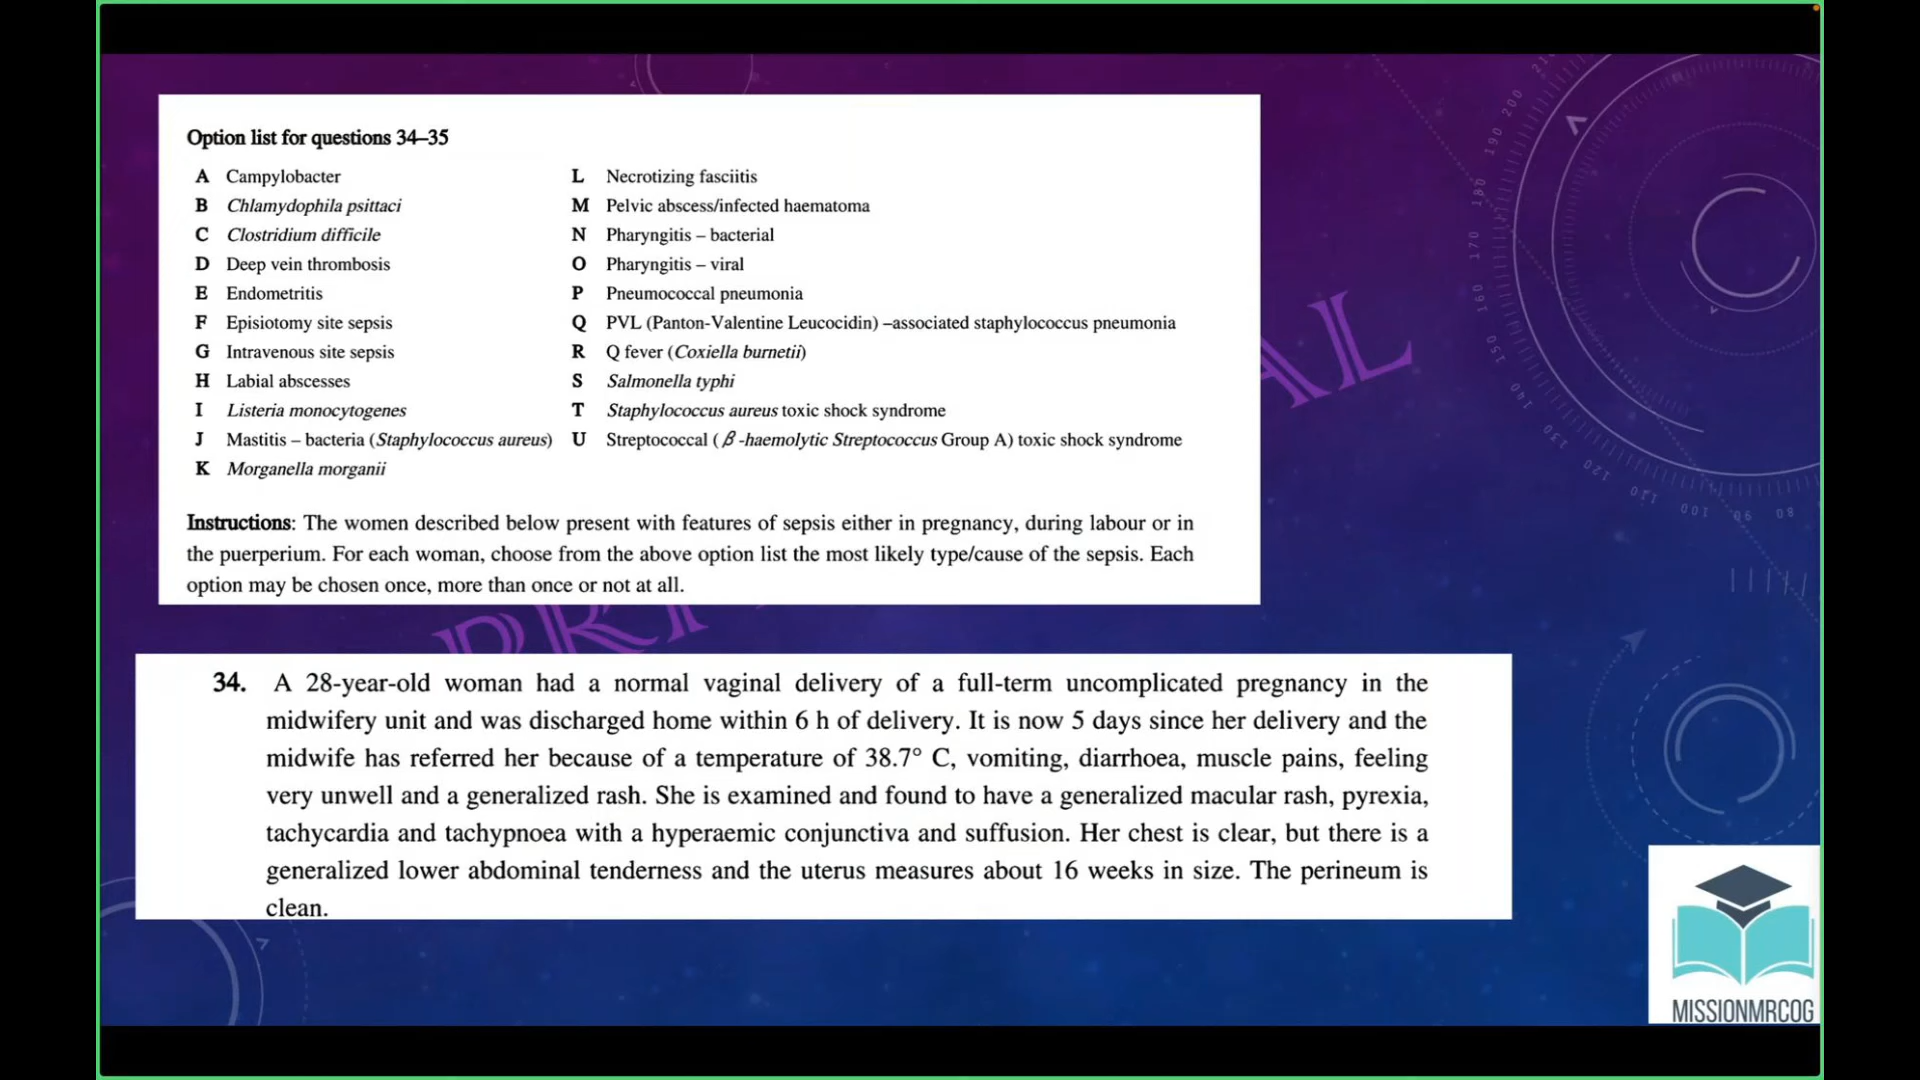 Option list for questions 34–35
A Campylobacter
B Chlamydophila psittaci
C Clostridium difficile
D Deep vein thrombosis
E Endometritis
F Episiotomy site sepsis
G Intravenous site sepsis
H Labial abscesses
I Listeria monocytogenes
J Mastitis – bacteria (Staphylococcus aureus)
K Morganella morganii
L Necrotizing fasciitis
M Pelvic abscess/infected haematoma
N Pharyngitis – bacterial
O Pharyngitis – viral
P Pneumococcal pneumonia
Q PVL (Panton-Valentine Leucocidin) –associated staphylococcus pneumonia
R Q fever (Coxiella burnetii)
S Salmonella typhi
T Staphylococcus aureus toxic shock syndrome
U Streptococcal (β-haemolytic Streptococcus Group A) toxic shock syndrome
Instructions: The women described below present with features of sepsis either in pregnancy, during labour or in
the puerperium. For each woman, choose from the above option list the most likely type/cause of the sepsis. Each
option may be chosen once, more than once or not at all.
34. A 28-year-old woman had a normal vaginal delivery of a full-term uncomplicated pregnancy in the
midwifery unit and was discharged home within 6 h of delivery. It is now 5 days since her delivery and the
midwife has referred her because of a temperature of 38.7° C, vomiting, diarrhoea, muscle pains, feeling
very unwell and a generalized rash. She is examined and found to have a generalized macular rash, pyrexia,
tachycardia and tachypnoea with a hyperaemic conjunctiva and suffusion. Her chest is clear, but there is a
generalized lower abdominal tenderness and the uterus measures about 16 weeks in size. The perineum is
clean.
MISSIONMRCOG